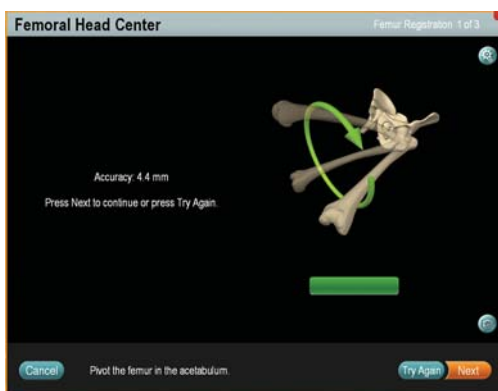 Femoral Head Center
Femur Registration 1 of 3
Accuracy: 4.4 mm
Press Next to continue or press Try Again.
Cancel
Pivot the femur in the acetabulum.
Try Again
Next